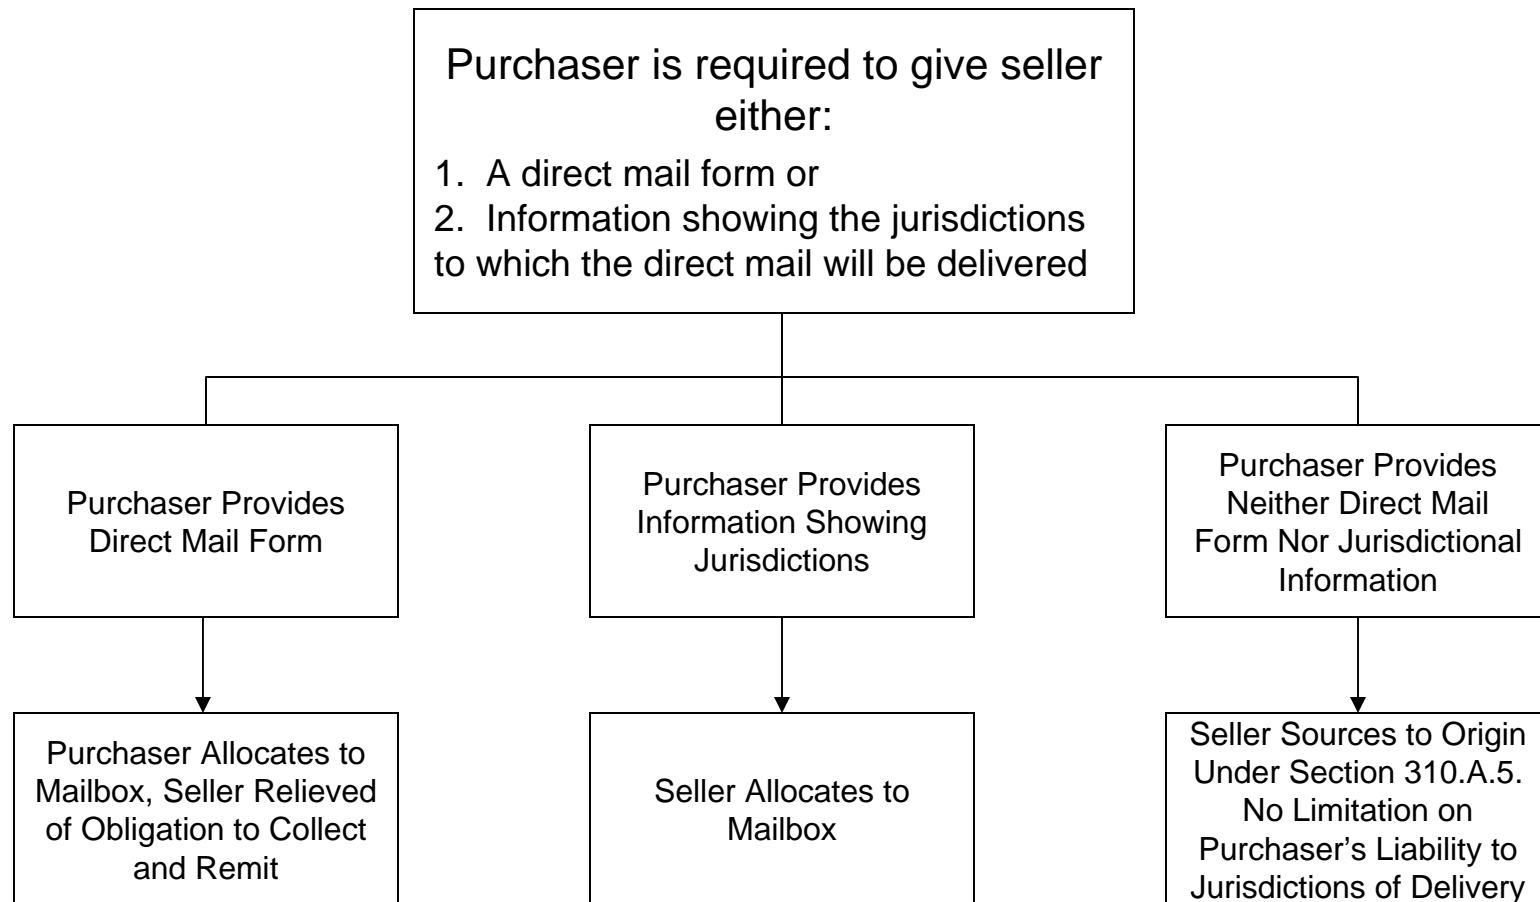 Purchaser is required to give seller
either:
1. A direct mail form or
2. Information showing the jurisdictions
to which the direct mail will be delivered
Purchaser Provides
Direct Mail Form
Purchaser Provides
Information Showing
Jurisdictions
Purchaser Provides
Neither Direct Mail
Form Nor Jurisdictional
Information
Purchaser Allocates to
Mailbox, Seller Relieved
of Obligation to Collect
and Remit
Seller Allocates to
Mailbox
Seller Sources to Origin
Under Section 310.A.5.
No Limitation on
Purchaser’s Liability to
Jurisdictions of Delivery